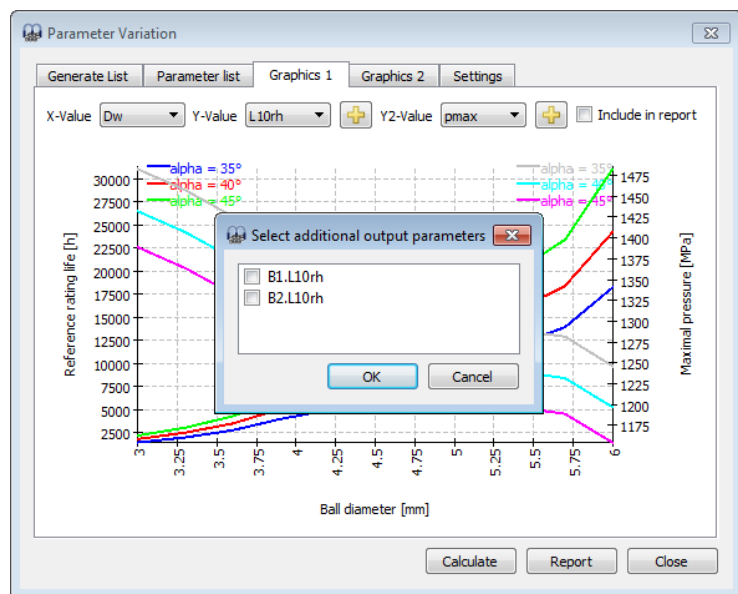 Parameter Variation
Generate List Parameter list Graphics 1 Graphics 2 Settings
X-Value Dw Y-Value L10rh Y2-Value pmax Include in report
alpha = 35°
alpha = 40°
alpha = 45°
alpha = 35°
alpha = 40°
alpha = 45°
Reference rating life [h]
30000
27500
25000
22500
20000
17500
15000
12500
10000
7500
5000
2500
Select additional output parameters
B1.L10rh
B2.L10rh
OK Cancel
1475
1450
1425
1400
1375
1350
1325
1300
1275
1250
1225
1200
1175
Maximal pressure [MPa]
3 3.25 3.5 3.75 4 4.25 4.5 4.75 5 5.25 5.5 5.75 6
Ball diameter [mm]
Calculate Report Close